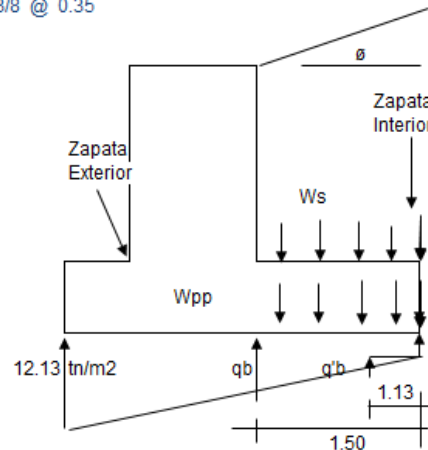 3/8 @ 0.35
ø
Zapata
Interior
Zapata
Exterior
Ws
Wpp
12.13 tn/m2
qb
q'b
1.13
1.50